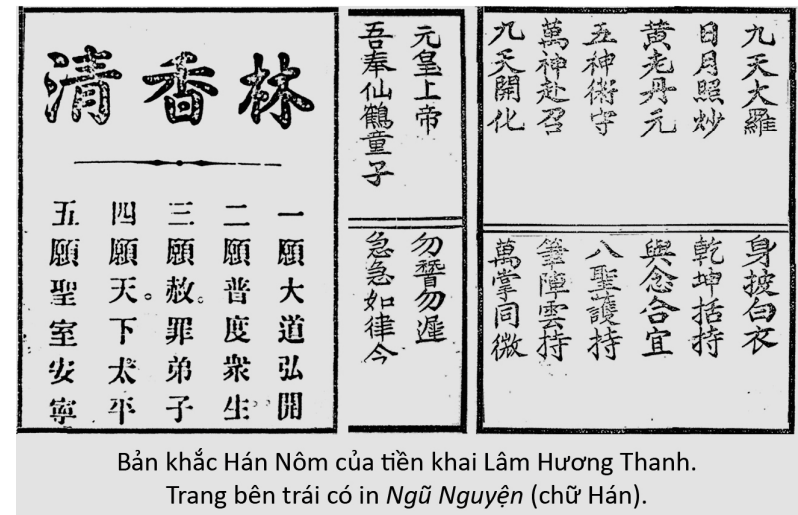 九天大羅
身披白衣
日月照炒
乾坤括持
黄老丹元
與念合宜
五神術守
八聖護持
萬神赴召
筆陣雲持
九天開化
萬掌同微
元皇上帝
勿勿遲
吾奉仙鶴童子
急急如律今
林香清
一願大道弘開
二願普度衆生
三願赦罪弟子
四願天下太平
五願聖室安寧
Bản khắc Hán Nôm của tiền khai Lâm Hương Thanh.
Trang bên trái có in Ngũ Nguyện (chữ Hán).